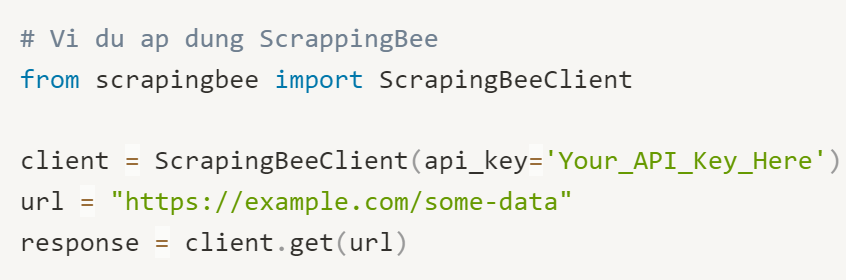 # Vi du ap dung ScrappingBee
from scrapingbee import ScrapingBeeClient
client = ScrapingBeeClient(api_key='Your_API_Key_Here')
url = "https://example.com/some-data"
response = client.get(url)